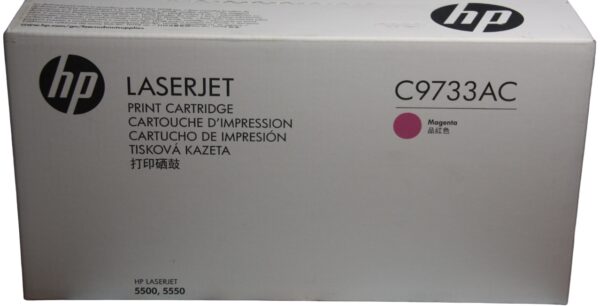 hp
hp
LASERJET
PRINT CARTRIDGE
CARTOUCHE D'IMPRESSION
CARTUCHO DE IMPRESIÓN
TISKOVÁ KAZETA
打印硒鼓
C9733AC
Magenta
品紅色
HP LASERJET
5500, 5550